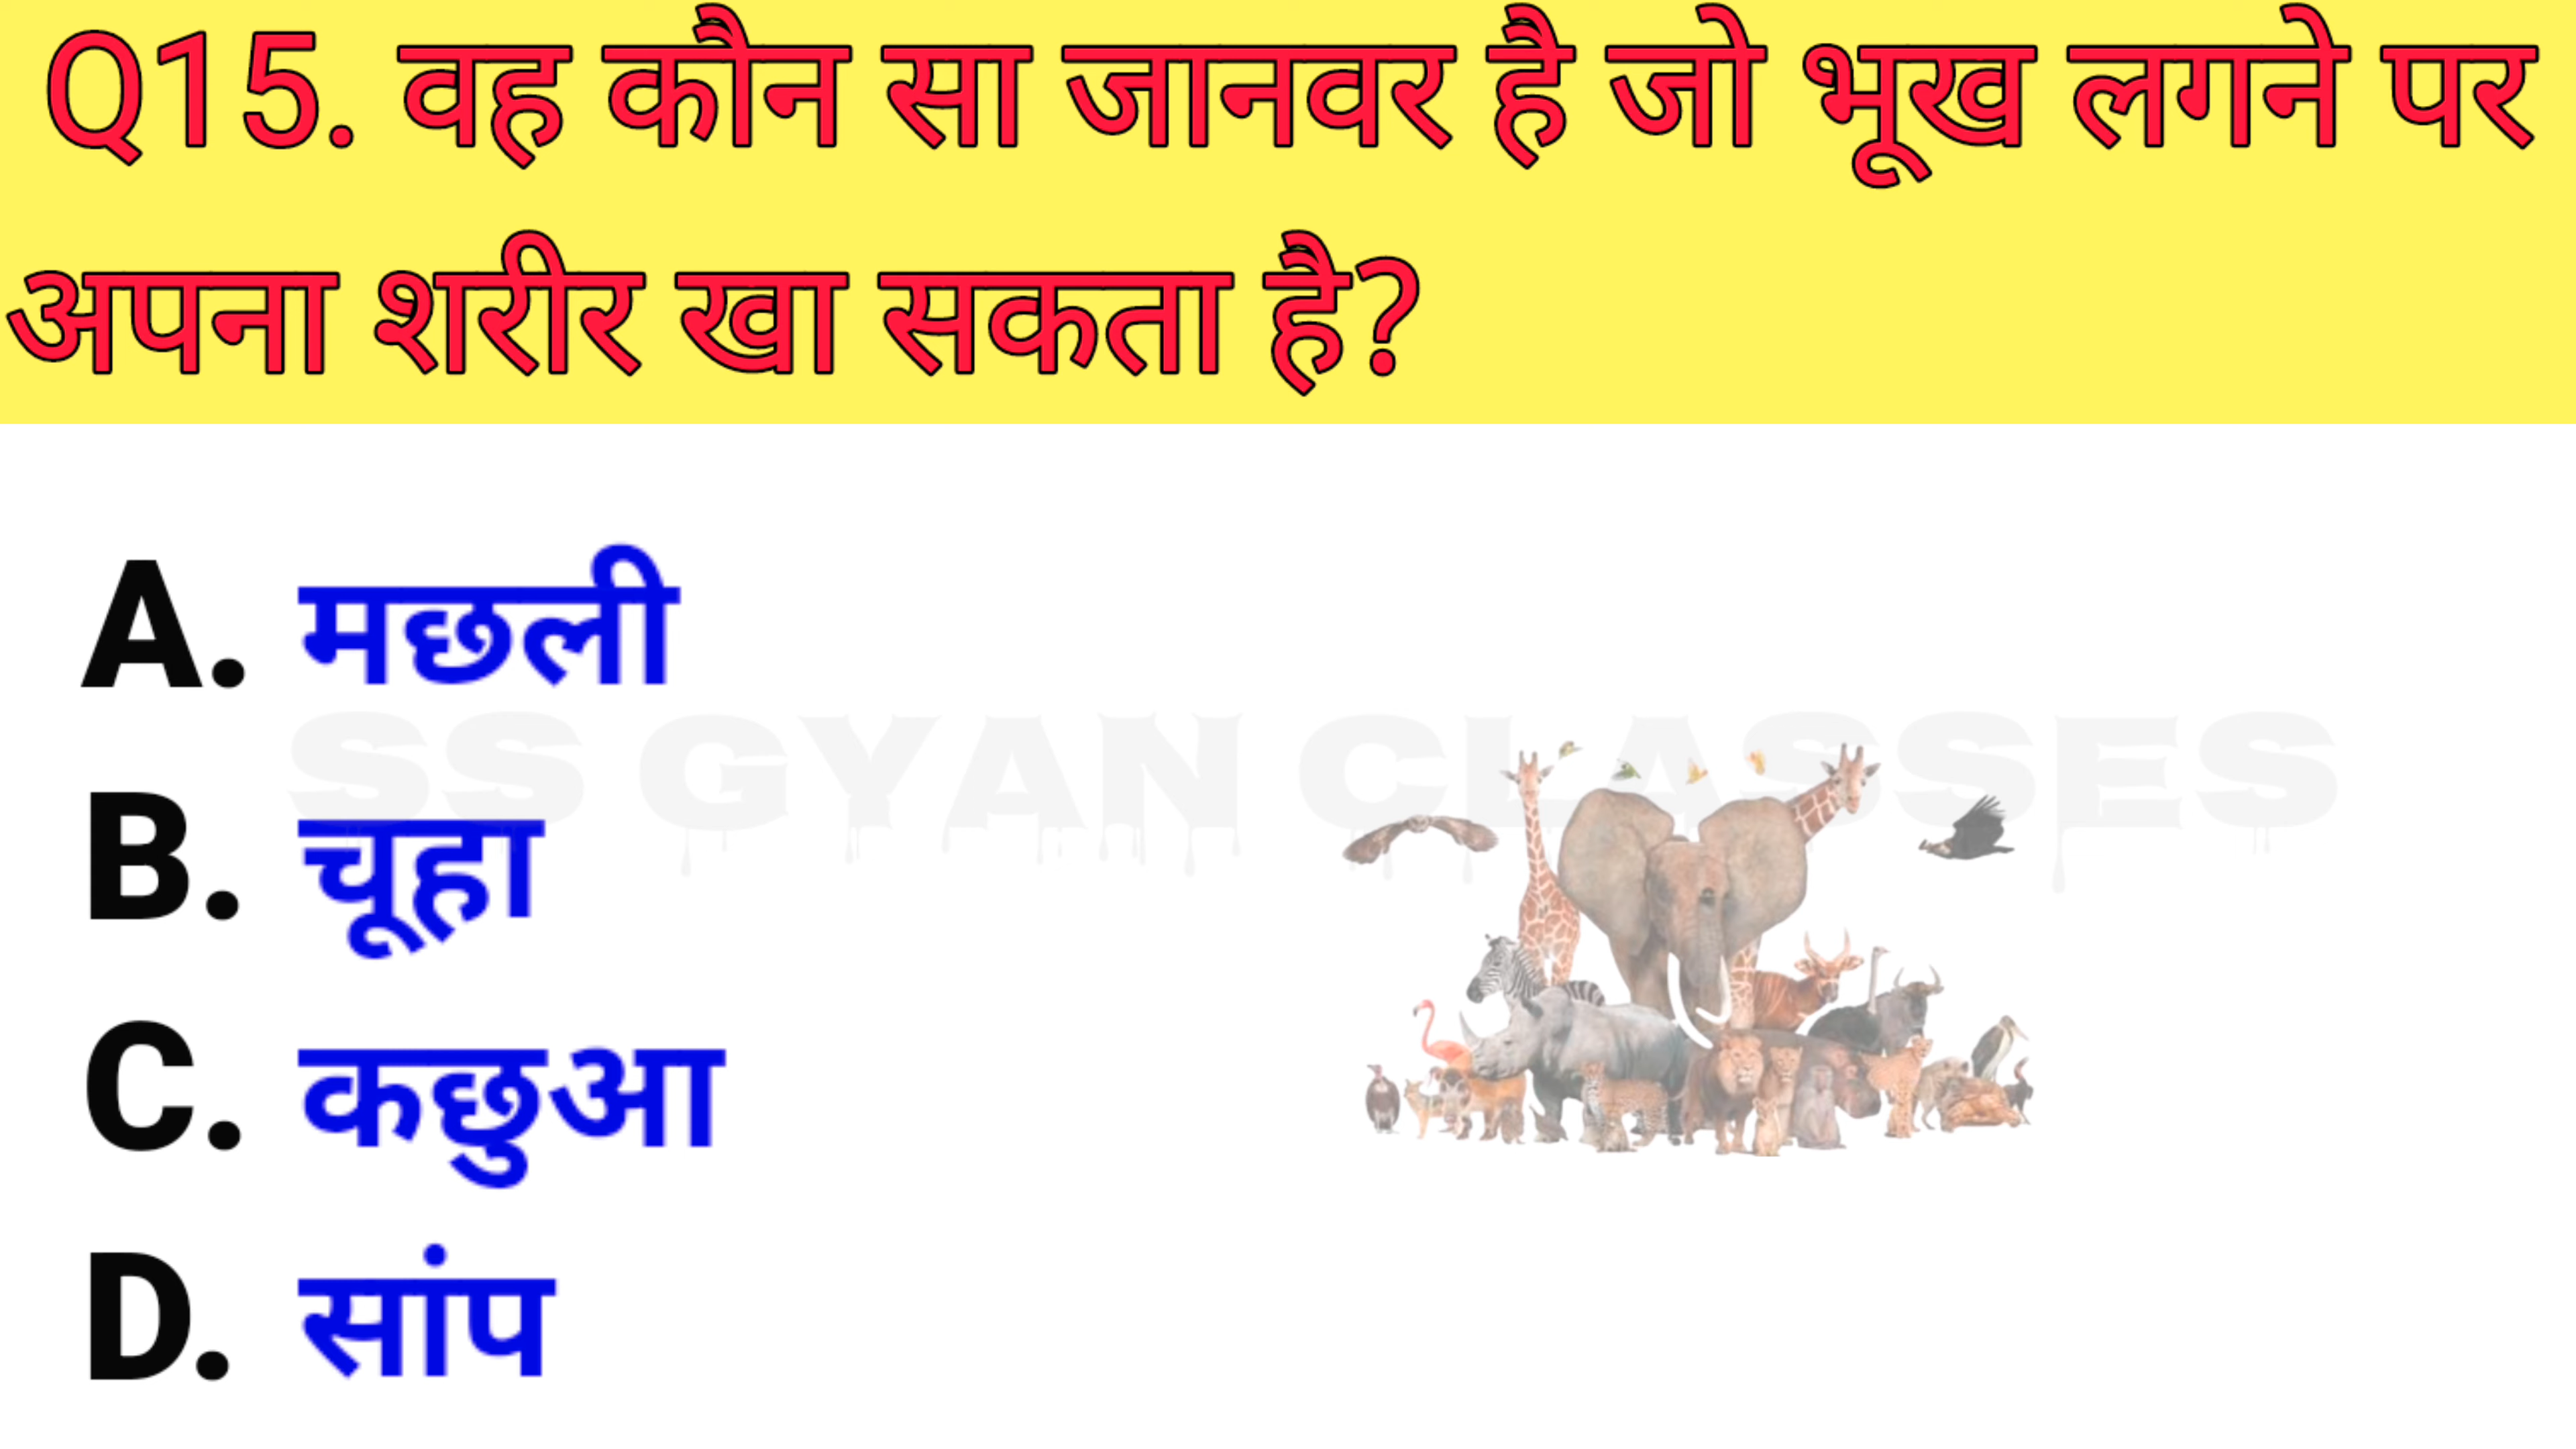 Q15. वह कौन सा जानवर है जो भूख लगने पर
अपना शरीर खा सकता है?
A. मछली
SS GYAN CLASSES
B. चूहा
C. कछुआ
D. सांप